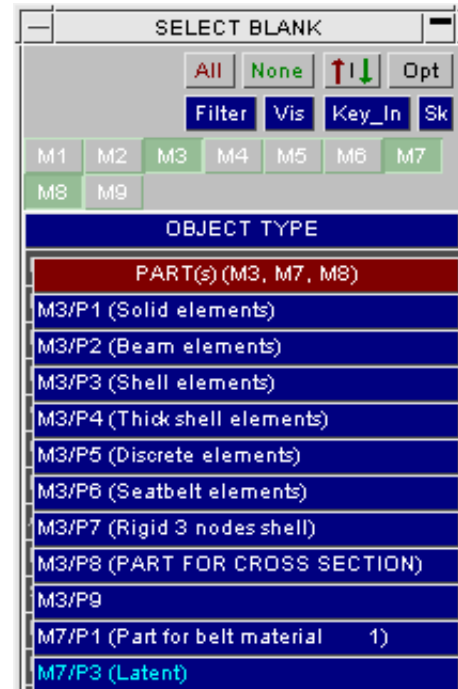 SELECT BLANK
All None ↑I↓ Opt
Filter Vis Key_In Sk
M1 M2 M3 M4 M5 M6 M7
M8 M9
OBJECT TYPE
PART(s) (M3, M7, M8)
M3/P1 (Solid elements)
M3/P2 (Beam elements)
M3/P3 (Shell elements)
M3/P4 (Thick shell elements)
M3/P5 (Discrete elements)
M3/P6 (Seatbelt elements)
M3/P7 (Rigid 3 nodes shell)
M3/P8 (PART FOR CROSS SECTION)
M3/P9
M7/P1 (Part for belt material 1)
M7/P3 (Latent)